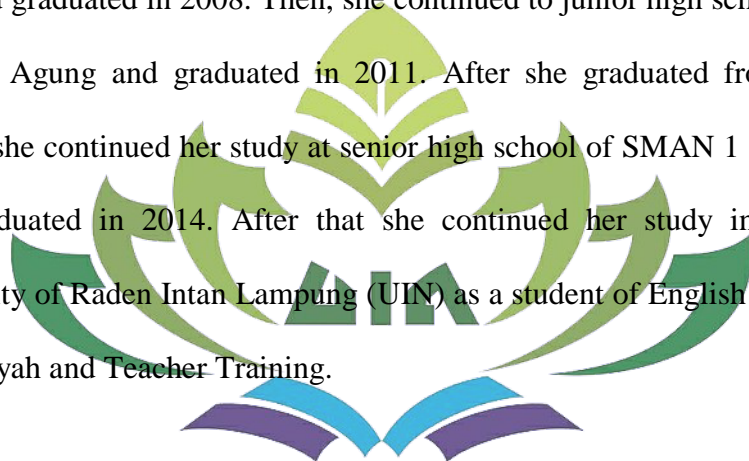 graduated in 2008. Then, she continued to junior high sch
Agung and graduated in 2011. After she graduated fr
she continued her study at senior high school of SMAN 1
duated in 2014. After that she continued her study in
ty of Raden Intan Lampung (UIN) as a student of English
yah and Teacher Training.
UIN